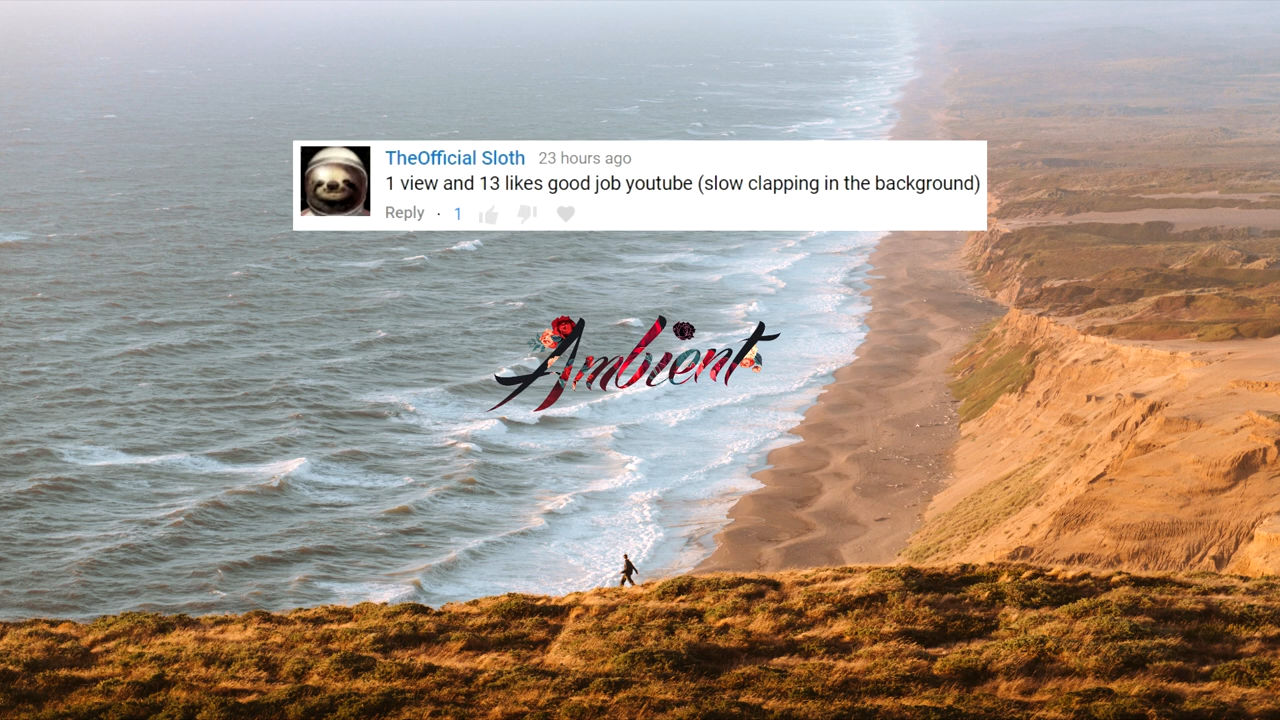 TheOfficial Sloth 23 hours ago
1 view and 13 likes good job youtube (slow clapping in the background)
Reply · 1
Ambient